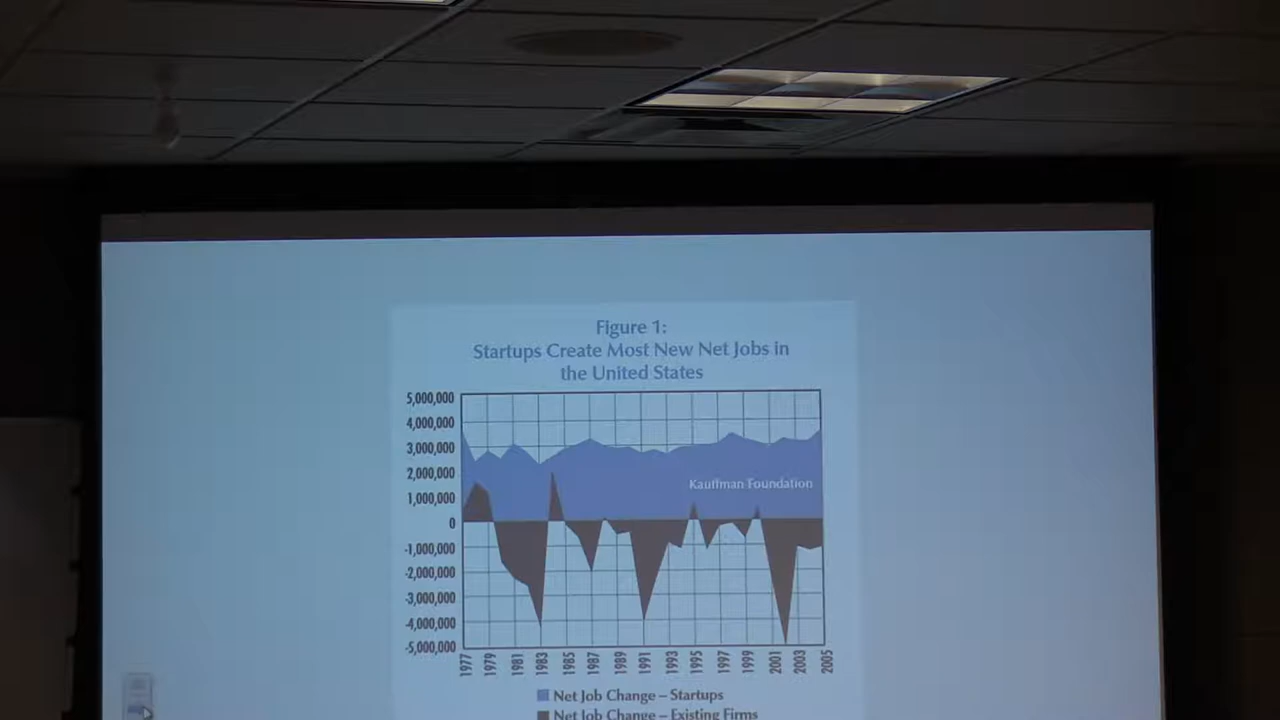 Figure 1:
Startups Create Most New Net Jobs in
the United States
5,000,000
4,000,000
3,000,000
2,000,000
1,000,000
0
-1,000,000
-2,000,000
-3,000,000
-4,000,000
-5,000,000
Kauffman Foundation
1977 1979 1981 1983 1985 1987 1989 1991 1993 1995 1997 1999 2001 2003 2005
Net Job Change – Startups
Net Job Change – Existing Firms